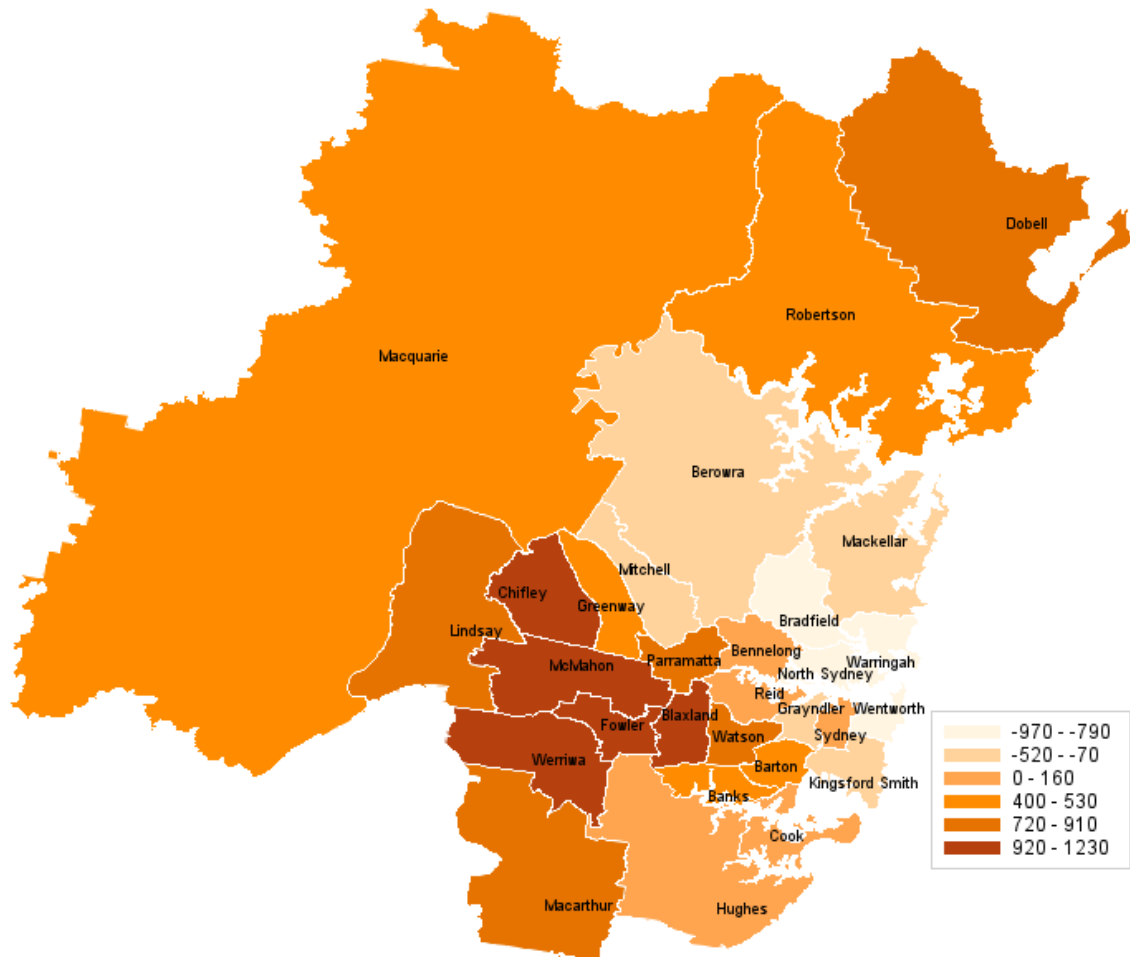 Dobell
Robertson
Macquarie
Berowra
Mackellar
Mitchell
Chifley
Greenway
Bradfield
Lindsay
Bennelong
McMahon
Parramatta
Warringah
North Sydney
Reid
Grayndler
Wentworth
Blaxland
Fowler
Watson
Sydney
Werriwa
Barton
Kingsford Smith
Banks
Cook
Macarthur
Hughes
-970 - -790
-520 - -70
0 - 160
400 - 530
720 - 910
920 - 1230